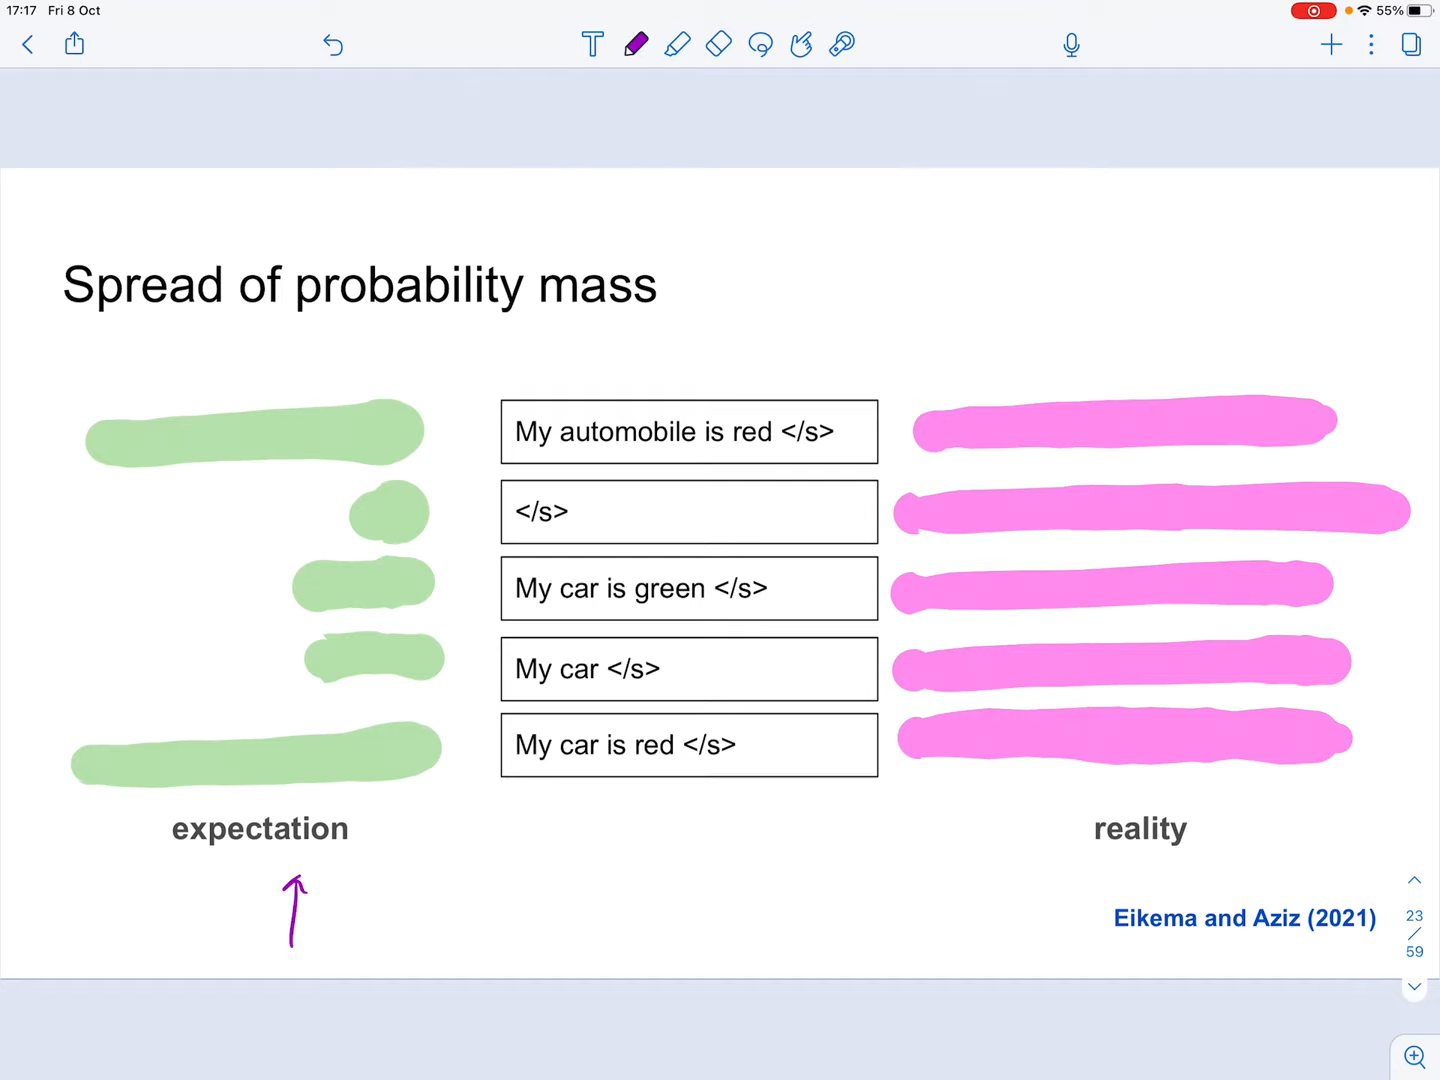 17:17 Fri 8 Oct
55%
T
Spread of probability mass
My automobile is red </s>
</s>
My car is green </s>
My car </s>
My car is red </s>
expectation
reality
Eikema and Aziz (2021)
23
/
59